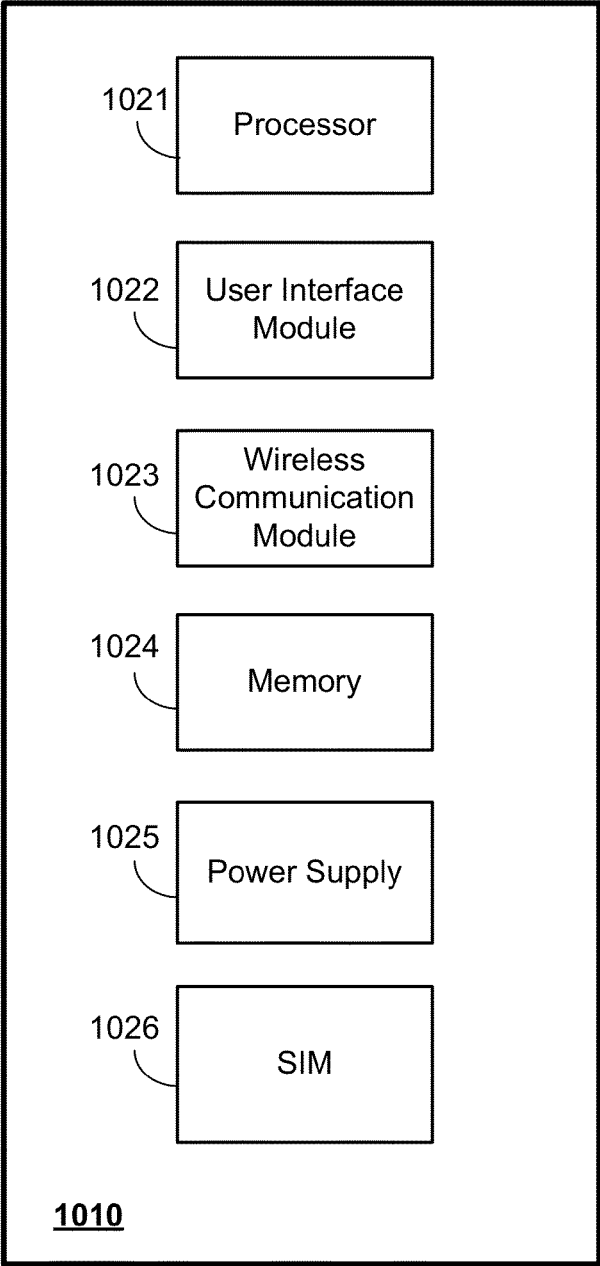 1021
Processor
1022
User Interface
Module
1023
Wireless
Communication
Module
1024
Memory
1025
Power Supply
1026
SIM
1010